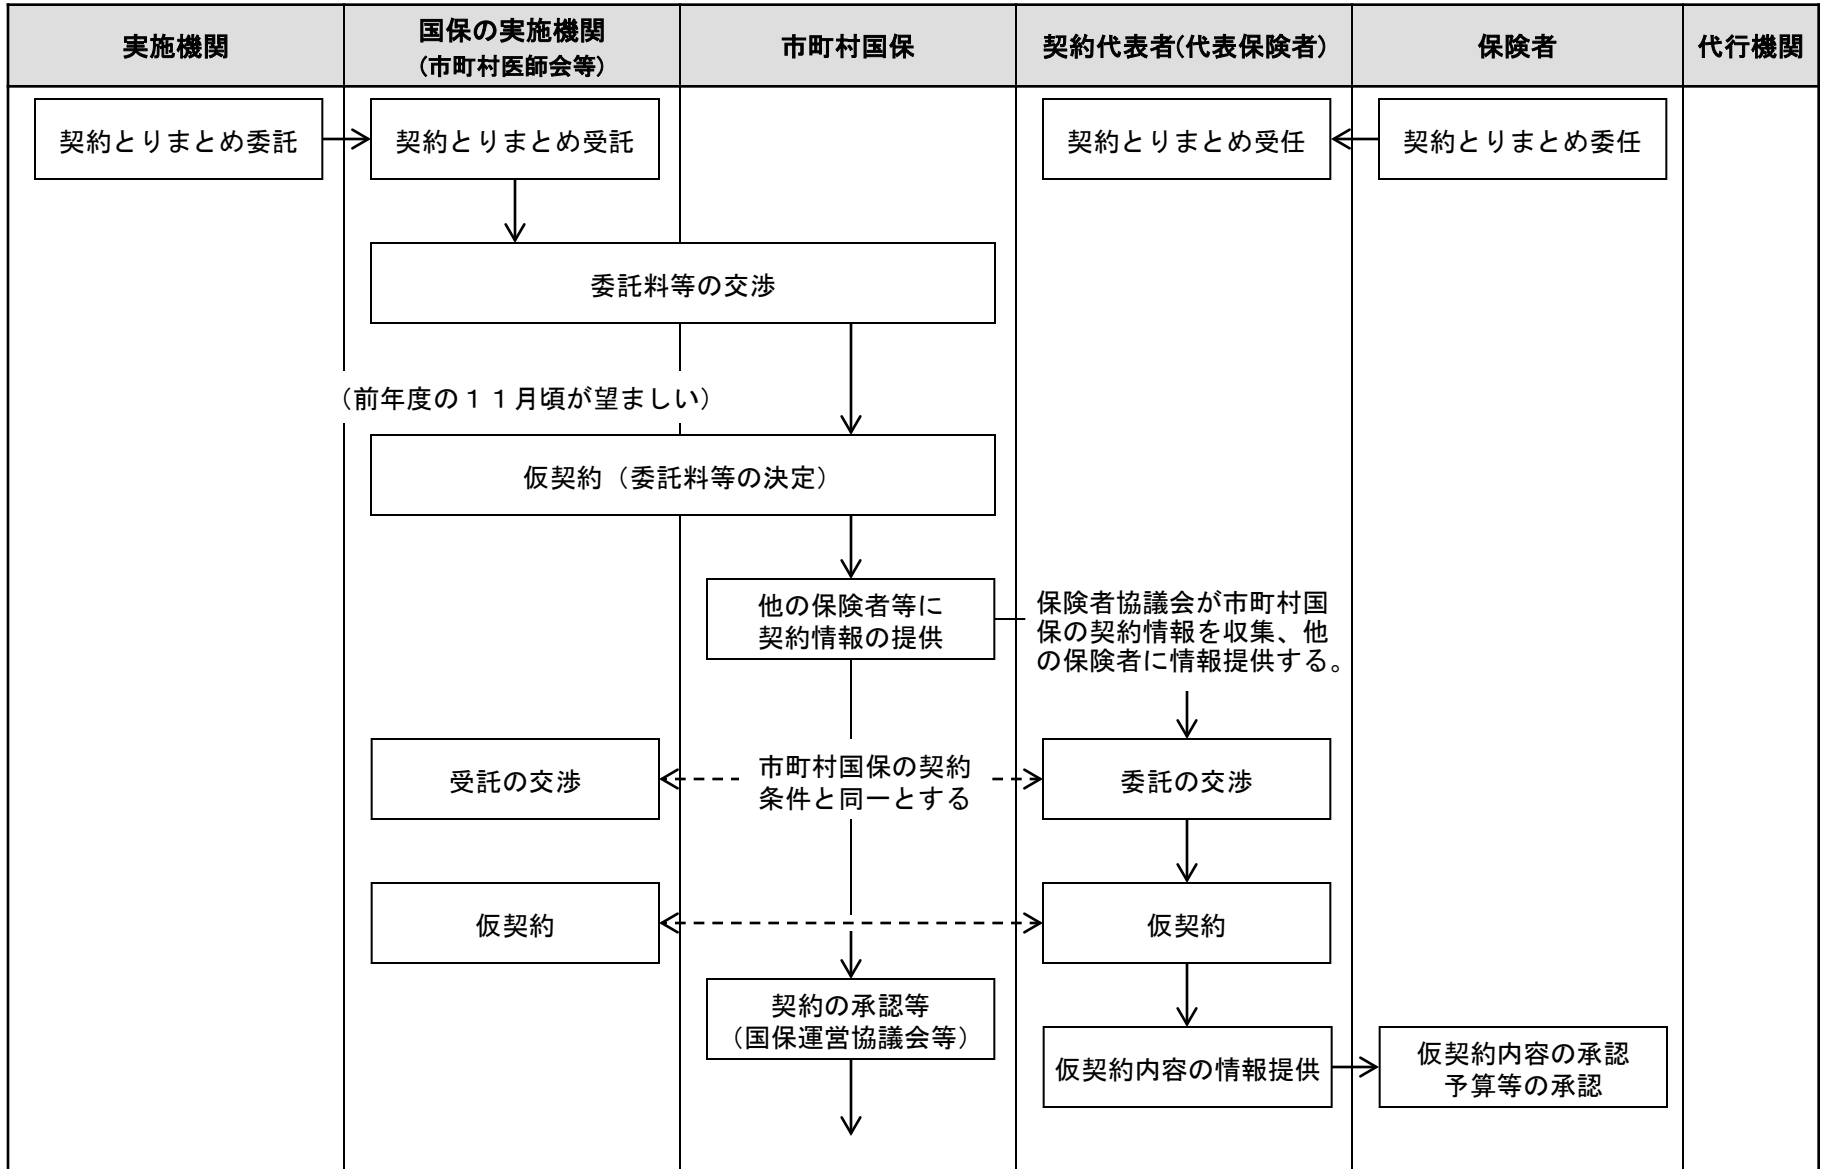 実施機関
国保の実施機関
(市町村医師会等)
市町村国保
契約代表者(代表保険者)
保険者
代行機関
契約とりまとめ委託
契約とりまとめ受託
契約とりまとめ受任
契約とりまとめ委任
委託料等の交渉
（前年度の１１月頃が望ましい）
仮契約（委託料等の決定）
他の保険者等に
契約情報の提供
保険者協議会が市町村国
保の契約情報を収集、他
の保険者に情報提供する。
受託の交渉
市町村国保の契約
条件と同一とする
委託の交渉
仮契約
仮契約
契約の承認等
（国保運営協議会等）
仮契約内容の情報提供
仮契約内容の承認
予算等の承認